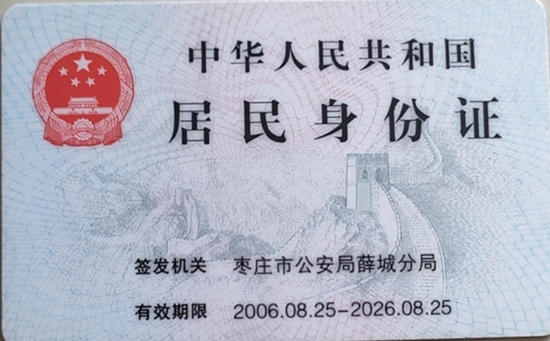 中华人民共和国
居民身份证
签发机关 枣庄市公安局薛城分局
有效期限 2006.08.25-2026.08.25